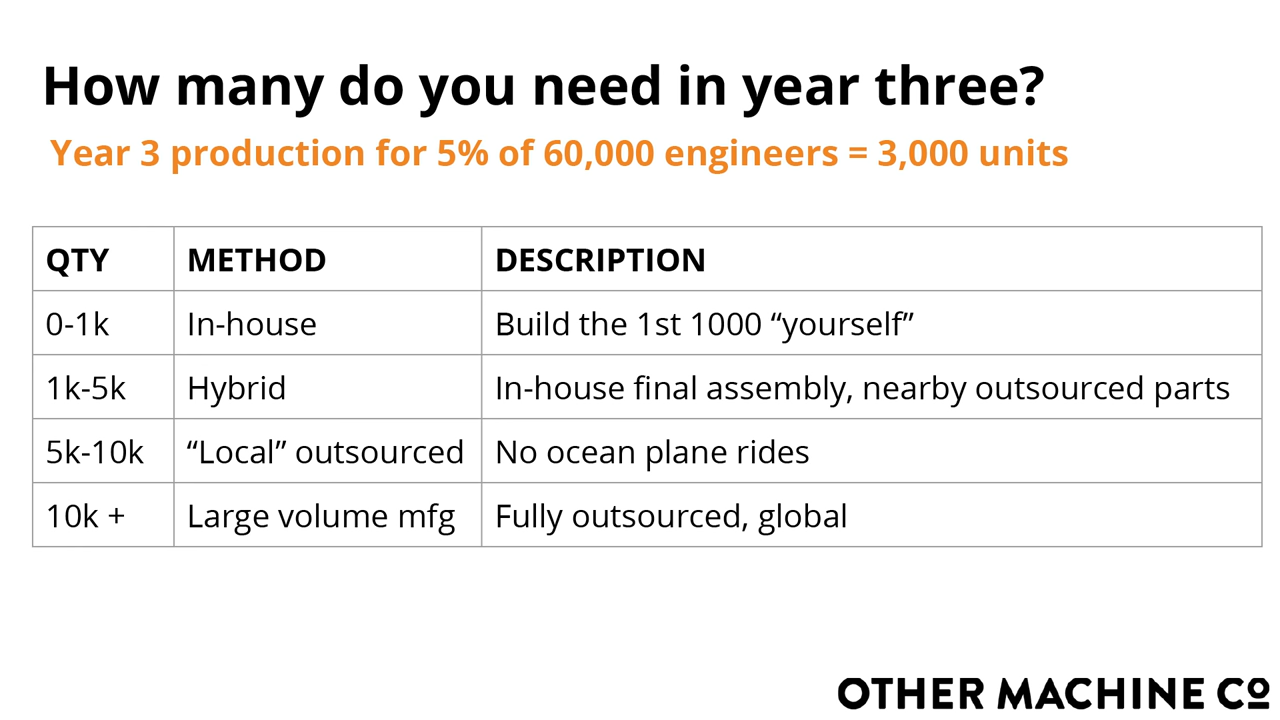 How many do you need in year three?
Year 3 production for 5% of 60,000 engineers = 3,000 units
QTY METHOD DESCRIPTION
0-1k In-house Build the 1st 1000 “yourself”
1k-5k Hybrid In-house final assembly, nearby outsourced parts
5k-10k “Local” outsourced No ocean plane rides
10k + Large volume mfg Fully outsourced, global
OTHER MACHINE Cº